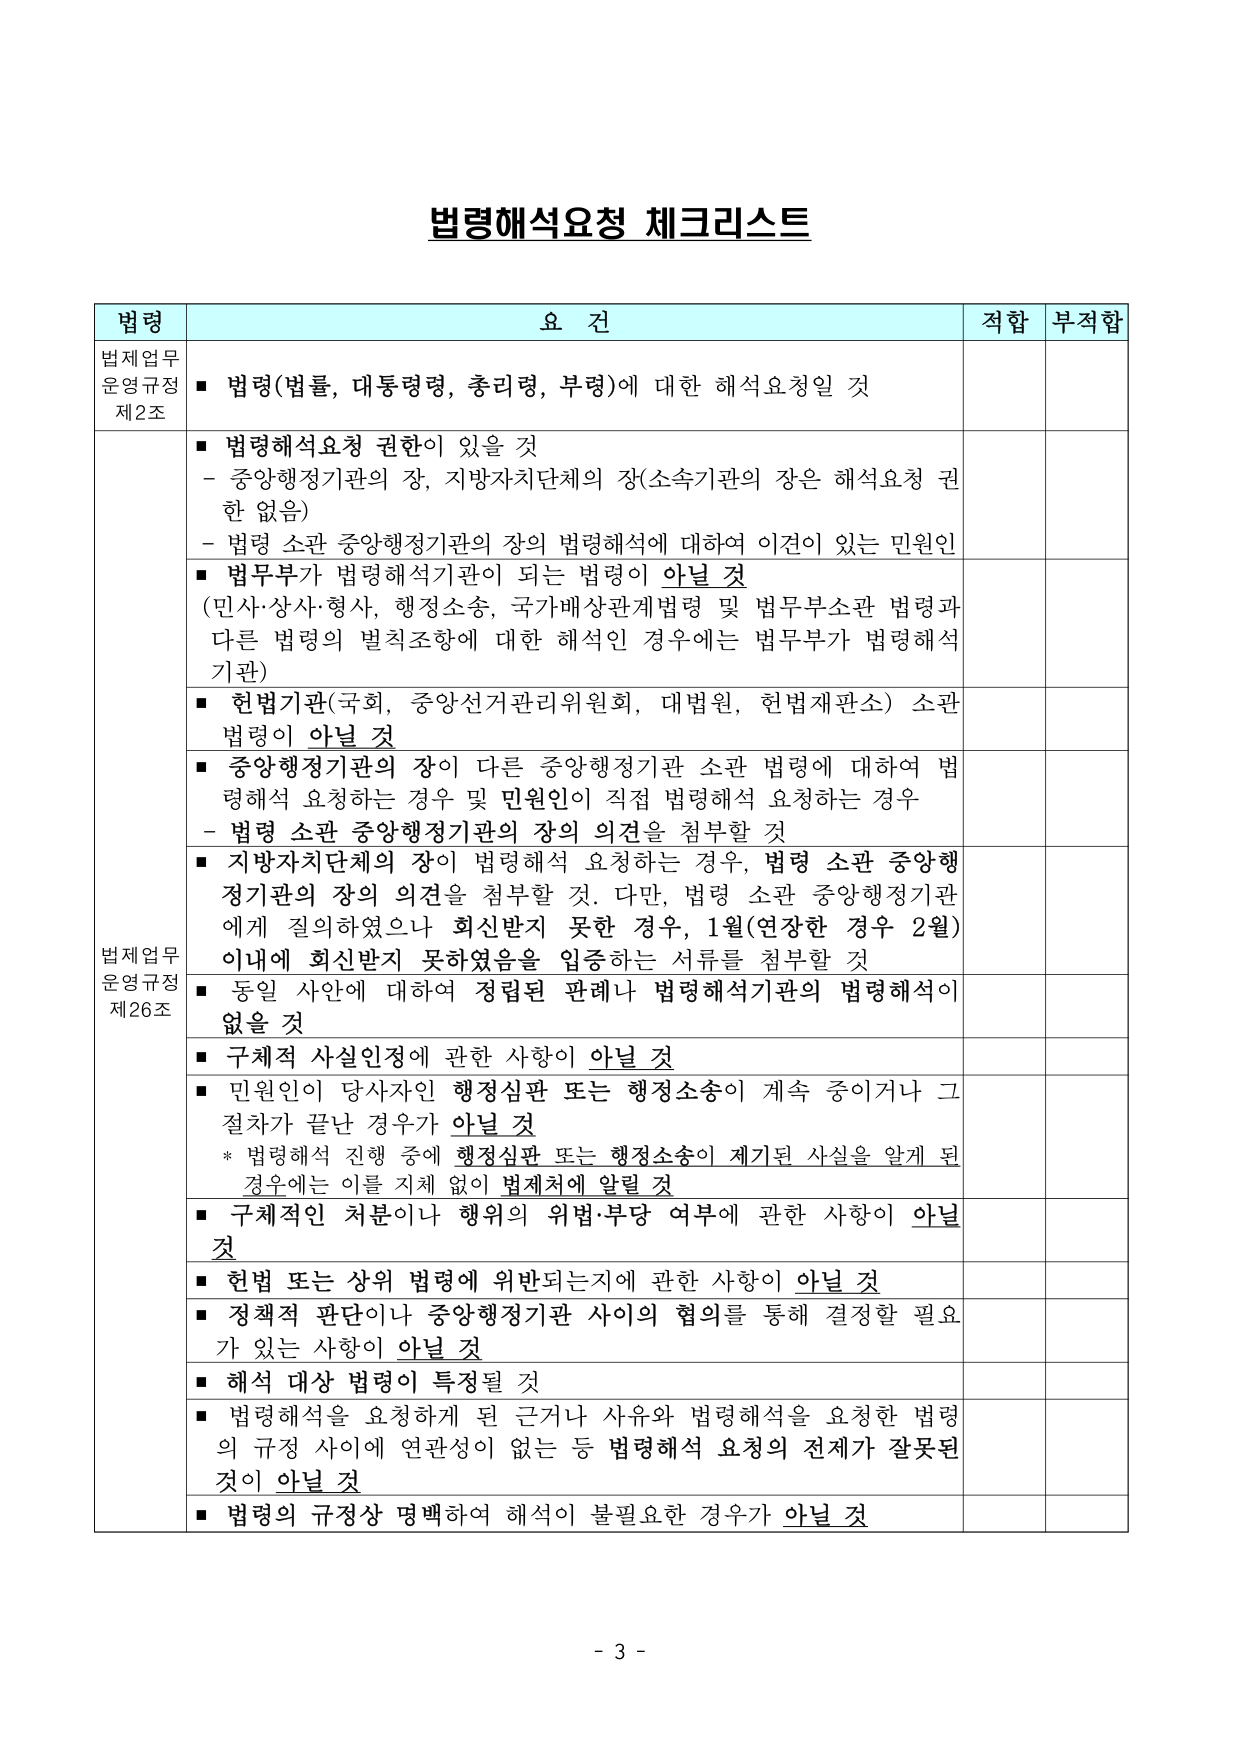 법령해석요청 체크리스트
법령 요 건 적합 부적합
법제업무
운영규정
제2조
■ 법령(법률, 대통령령, 총리령, 부령)에 대한 해석요청일 것
법제업무
운영규정
제26조
■ 법령해석요청 권한이 있을 것
- 중앙행정기관의 장, 지방자치단체의 장(소속기관의 장은 해석요청 권
한 없음)
- 법령 소관 중앙행정기관의 장의 법령해석에 대하여 이견이 있는 민원인
■ 법무부가 법령해석기관이 되는 법령이 아닐 것
(민사·상사·형사, 행정소송, 국가배상관계법령 및 법무부소관 법령과
다른 법령의 벌칙조항에 대한 해석인 경우에는 법무부가 법령해석
기관)
■ 헌법기관(국회, 중앙선거관리위원회, 대법원, 헌법재판소) 소관
법령이 아닐 것
■ 중앙행정기관의 장이 다른 중앙행정기관 소관 법령에 대하여 법
령해석 요청하는 경우 및 민원인이 직접 법령해석 요청하는 경우
- 법령 소관 중앙행정기관의 장의 의견을 첨부할 것
■ 지방자치단체의 장이 법령해석 요청하는 경우, 법령 소관 중앙행
정기관의 장의 의견을 첨부할 것. 다만, 법령 소관 중앙행정기관
에게 질의하였으나 회신받지 못한 경우, 1월(연장한 경우 2월)
이내에 회신받지 못하였음을 입증하는 서류를 첨부할 것
■ 동일 사안에 대하여 정립된 판례나 법령해석기관의 법령해석이
없을 것
■ 구체적 사실인정에 관한 사항이 아닐 것
■ 민원인이 당사자인 행정심판 또는 행정소송이 계속 중이거나 그
절차가 끝난 경우가 아닐 것
* 법령해석 진행 중에 행정심판 또는 행정소송이 제기된 사실을 알게 된
경우에는 이를 지체 없이 법제처에 알릴 것
■ 구체적인 처분이나 행위의 위법·부당 여부에 관한 사항이 아닐
것
■ 헌법 또는 상위 법령에 위반되는지에 관한 사항이 아닐 것
■ 정책적 판단이나 중앙행정기관 사이의 협의를 통해 결정할 필요
가 있는 사항이 아닐 것
■ 해석 대상 법령이 특정될 것
■ 법령해석을 요청하게 된 근거나 사유와 법령해석을 요청한 법령
의 규정 사이에 연관성이 없는 등 법령해석 요청의 전제가 잘못된
것이 아닐 것
■ 법령의 규정상 명백하여 해석이 불필요한 경우가 아닐 것
- 3 -